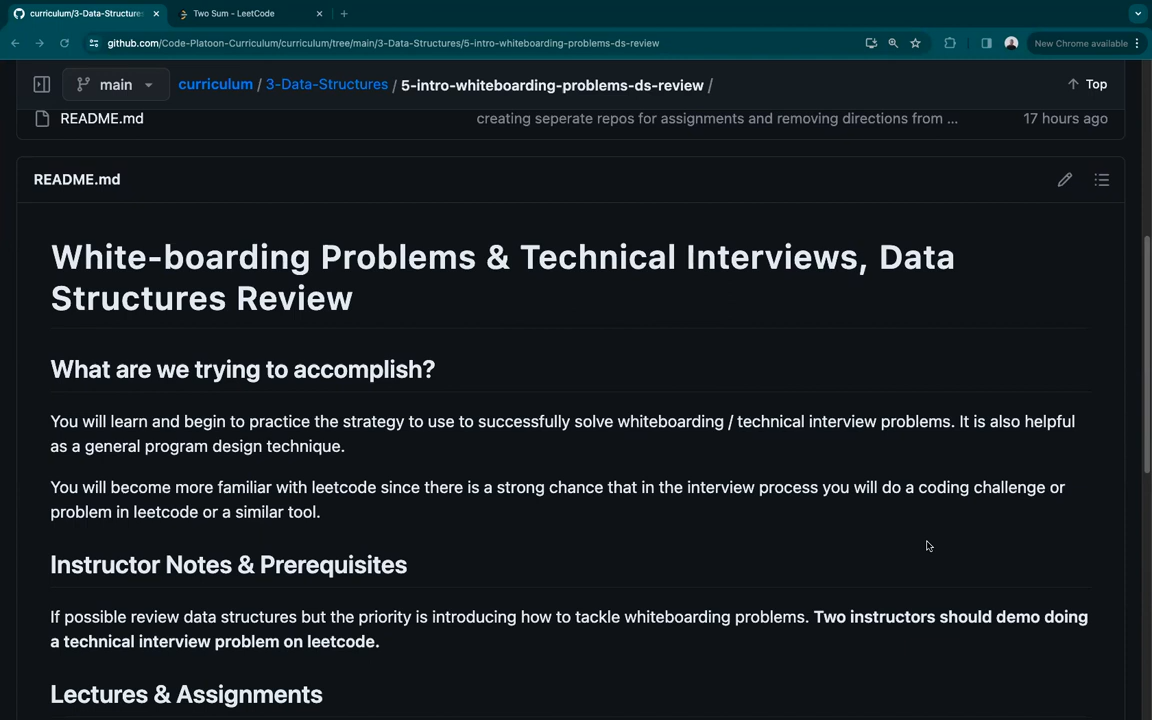 curriculum/3-Data-Structures
Two Sum - LeetCode
github.com/Code-Platoon-Curriculum/curriculum/tree/main/3-Data-Structures/5-intro-whiteboarding-problems-ds-review
New Chrome available
main
curriculum / 3-Data-Structures / 5-intro-whiteboarding-problems-ds-review /
Top
README.md
creating seperate repos for assignments and removing directions from ...
17 hours ago
README.md
White-boarding Problems & Technical Interviews, Data
Structures Review
What are we trying to accomplish?
You will learn and begin to practice the strategy to use to successfully solve whiteboarding / technical interview problems. It is also helpful
as a general program design technique.
You will become more familiar with leetcode since there is a strong chance that in the interview process you will do a coding challenge or
problem in leetcode or a similar tool.
Instructor Notes & Prerequisites
If possible review data structures but the priority is introducing how to tackle whiteboarding problems. Two instructors should demo doing
a technical interview problem on leetcode.
Lectures & Assignments